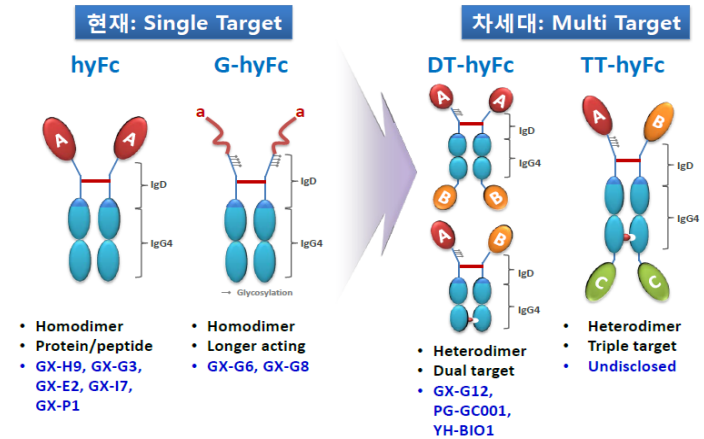 현재: Single Target
차세대: Multi Target
hyFc
G-hyFc
DT-hyFc
TT-hyFc
A
A
IgD
IgG4
a
a
IgD
IgG4
→ Glycosylation
A
A
IgD
IgG4
B
B
A
B
IgD
IgG4
A
B
IgD
IgG4
C
C
• Homodimer
• Protein/peptide
• GX-H9, GX-G3,
GX-E2, GX-I7,
GX-P1
• Homodimer
• Longer acting
• GX-G6, GX-G8
• Heterodimer
• Dual target
• GX-G12,
PG-GC001,
YH-BIO1
• Heterodimer
• Triple target
• Undisclosed